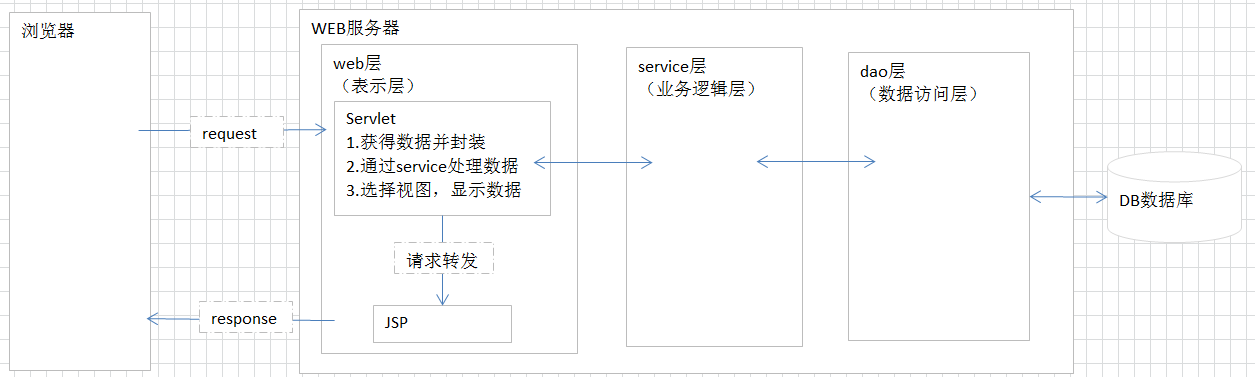 浏览器
request
response
WEB服务器
web层
（表示层）
Servlet
1.获得数据并封装
2.通过service处理数据
3.选择视图，显示数据
请求转发
JSP
service层
（业务逻辑层）
dao层
（数据访问层）
DB数据库